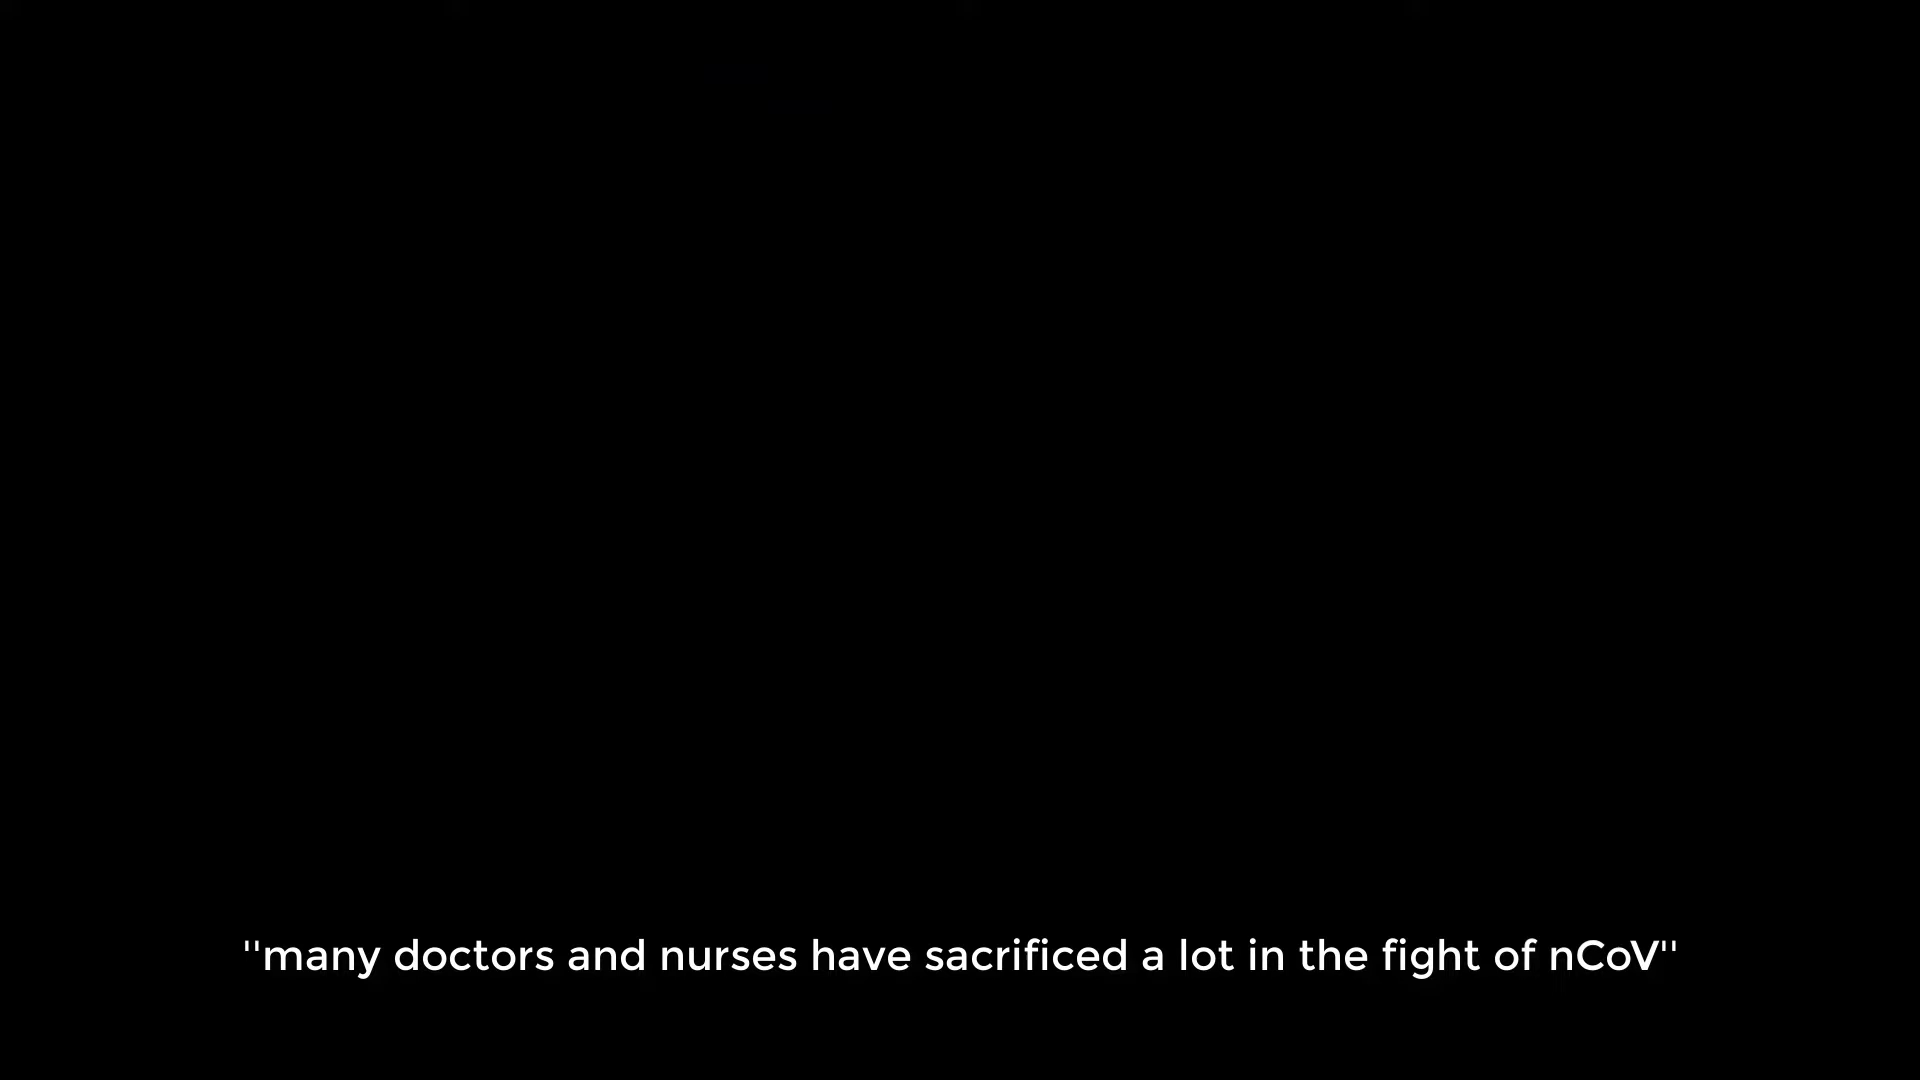 "many doctors and nurses have sacrificed a lot in the fight of nCoV"